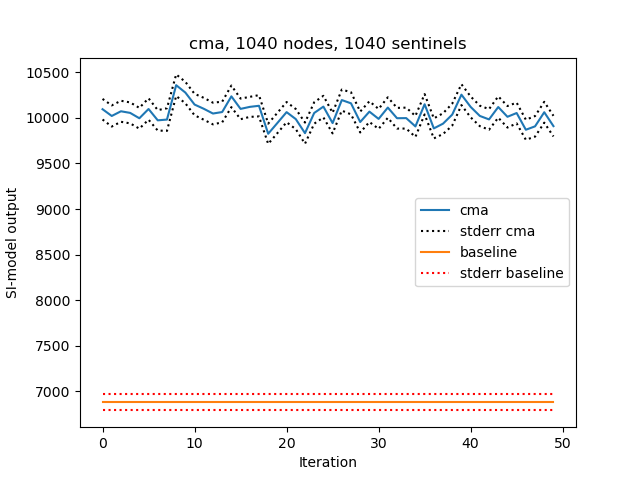 cma, 1040 nodes, 1040 sentinels
SI-model output
10500
10000
9500
9000
8500
8000
7500
7000
cma
stderr cma
baseline
stderr baseline
0
10
20
30
40
50
Iteration